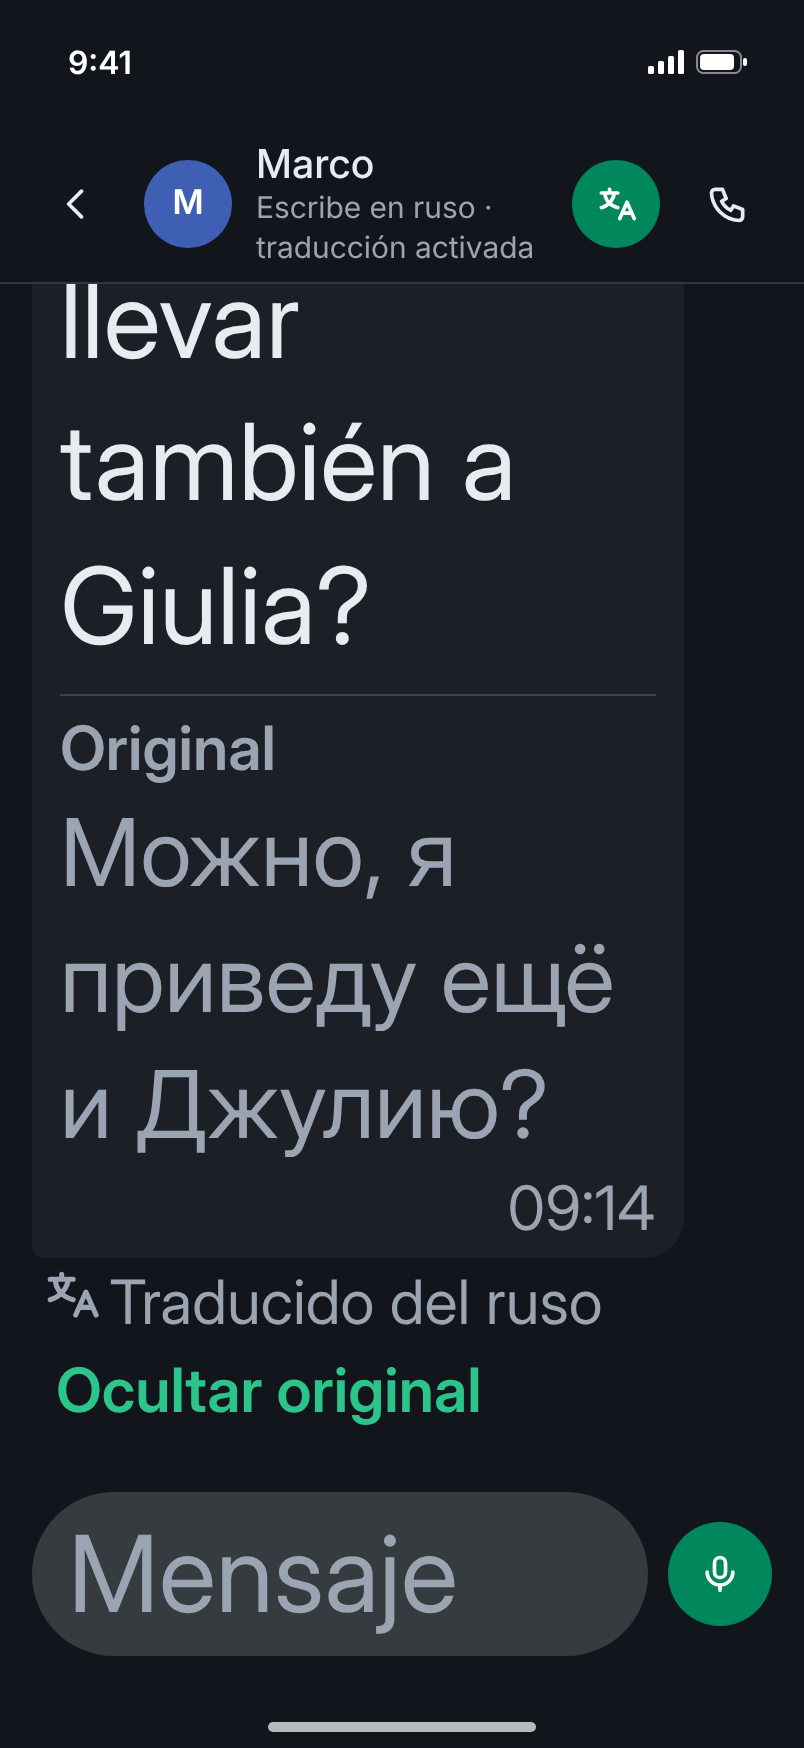 9:41
M
Marco
Escribe en ruso ·
traducción activada
llevar
también a
Giulia?
Original
Можно, я
приведу ещё
и Джулию?
09:14
Traducido del ruso
Ocultar original
Mensaje